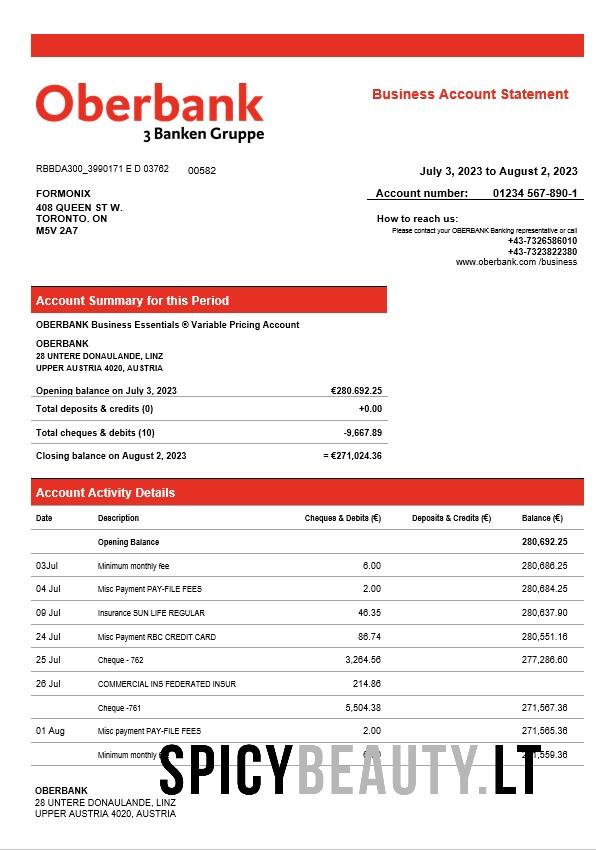 Oberbank
3 Banken Gruppe
Business Account Statement
RBBDA300_3990171 E D 03762 00582
July 3, 2023 to August 2, 2023
FORMONIX
408 QUEEN ST W.
TORONTO. ON
M5V 2A7
Account number: 01234 567-890-1
How to reach us:
Please contact your OBERBANK Banking representative or call
+43-7326586010
+43-7323822380
www.oberbank.com /business
Account Summary for this Period
OBERBANK Business Essentials ® Variable Pricing Account
OBERBANK
28 UNTERE DONAULANDE, LINZ
UPPER AUSTRIA 4020, AUSTRIA
Opening balance on July 3, 2023 €280.692.25
Total deposits & credits (0) +0.00
Total cheques & debits (10) -9,667.89
Closing balance on August 2, 2023 = €271,024.36
Account Activity Details
Date Description Cheques & Debits (€) Deposits & Credits (€) Balance (€)
Opening Balance 280,692.25
03Jul Minimum monthly fee 6.00 280,686.25
04 Jul Misc Payment PAY-FILE FEES 2.00 280,684.25
09 Jul Insurance SUN LIFE REGULAR 46.35 280,637.90
24 Jul Misc Payment RBC CREDIT CARD 86.74 280,551.16
25 Jul Cheque - 762 3,264.56 277,286.60
26 Jul COMMERCIAL INS FEDERATED INSUR 214.86
Cheque -761 5,504.38 271,567.36
01 Aug Misc payment PAY-FILE FEES 2.00 271,565.36
Minimum monthly
SPICYBEAUTY.LT
OBERBANK
28 UNTERE DONAULANDE, LINZ
UPPER AUSTRIA 4020, AUSTRIA